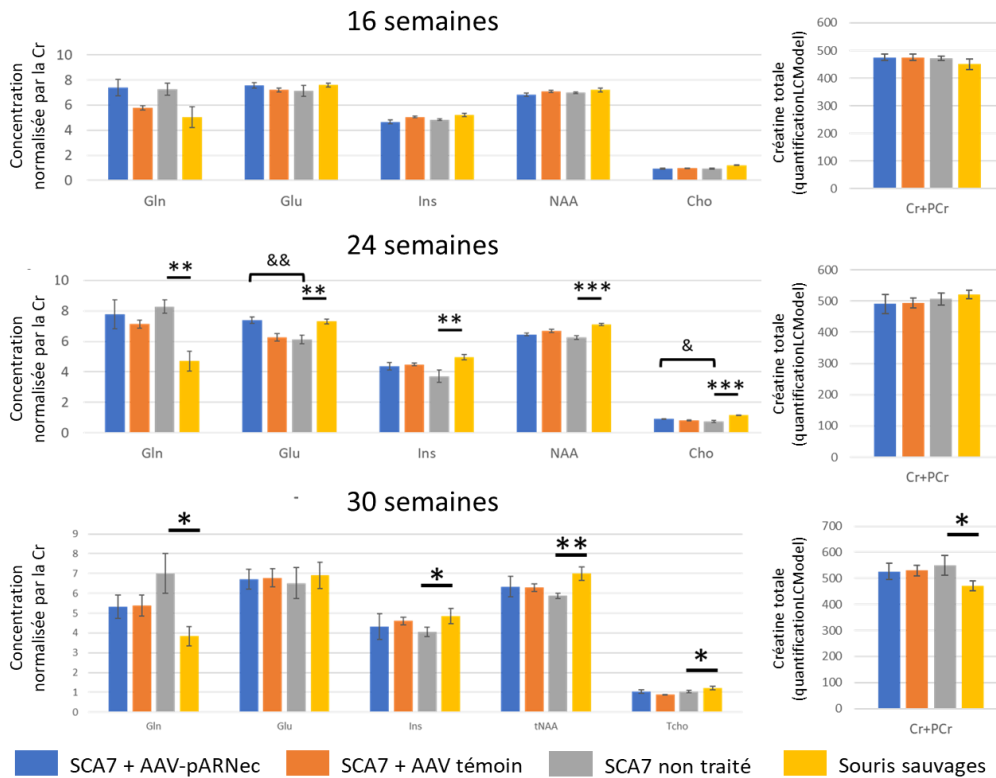 16 semaines
Concentration
normalisée par la Cr
10
8
6
4
2
0
Gln Glu Ins NAA Cho
Créatine totale
(quantificationLCModel)
600
500
400
300
200
100
0
Cr+PCr
24 semaines
Concentration
normalisée par la Cr
10
8
6
4
2
0
** && ** ** *** & ***
Gln Glu Ins NAA Cho
Créatine totale
(quantificationLCModel)
600
500
400
300
200
100
0
Cr+PCr
30 semaines
Concentration
normalisée par la Cr
9
8
7
6
5
4
3
2
1
0
* * ** *
Gln Glu Ins tNAA Tcho
Créatine totale
(quantificationLCModel)
700
600
500
400
300
200
100
0
*
Cr+PCr
SCA7 + AAV-pARNec SCA7 + AAV témoin SCA7 non traité Souris sauvages